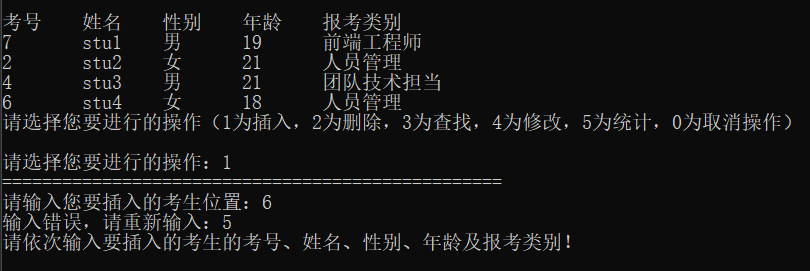 考号 姓名 性别 年龄 报考类别
7 stu1 男 19 前端工程师
2 stu2 女 21 人员管理
4 stu3 男 21 团队技术担当
6 stu4 女 18 人员管理
请选择您要进行的操作（1为插入，2为删除，3为查找，4为修改，5为统计，0为取消操作）
请选择您要进行的操作：1
==================================================
请输入您要插入的考生位置：6
输入错误，请重新输入：5
请依次输入要插入的考生的考号、姓名、性别、年龄及报考类别！